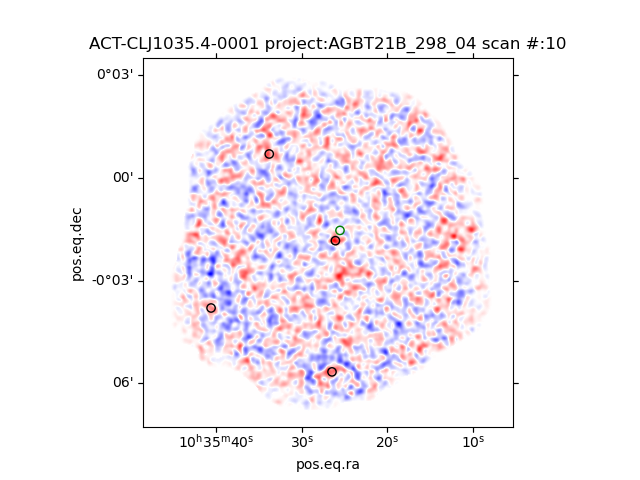 ACT-CLJ1035.4-0001 project:AGBT21B_298_04 scan #:10
0°03'
00'
-0°03'
06'
pos.eq.dec
10ʰ35ᵐ40ˢ 30ˢ 20ˢ 10ˢ
pos.eq.ra